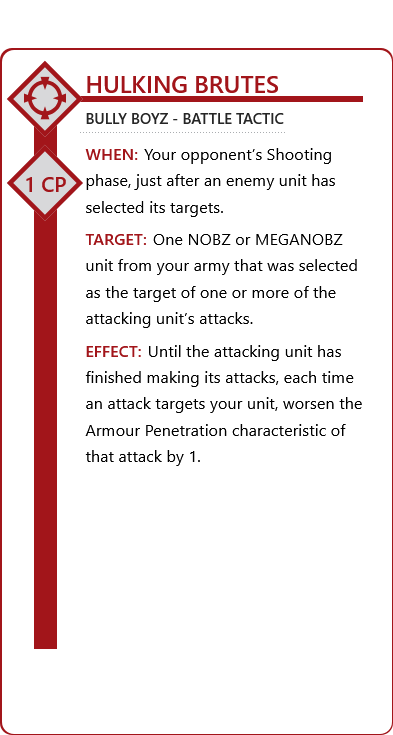 HULKING BRUTES
BULLY BOYZ - BATTLE TACTIC
1 CP
WHEN: Your opponent's Shooting
phase, just after an enemy unit has
selected its targets.
TARGET: One NOBZ or MEGANOBZ
unit from your army that was selected
as the target of one or more of the
attacking unit's attacks.
EFFECT: Until the attacking unit has
finished making its attacks, each time
an attack targets your unit, worsen the
Armour Penetration characteristic of
that attack by 1.